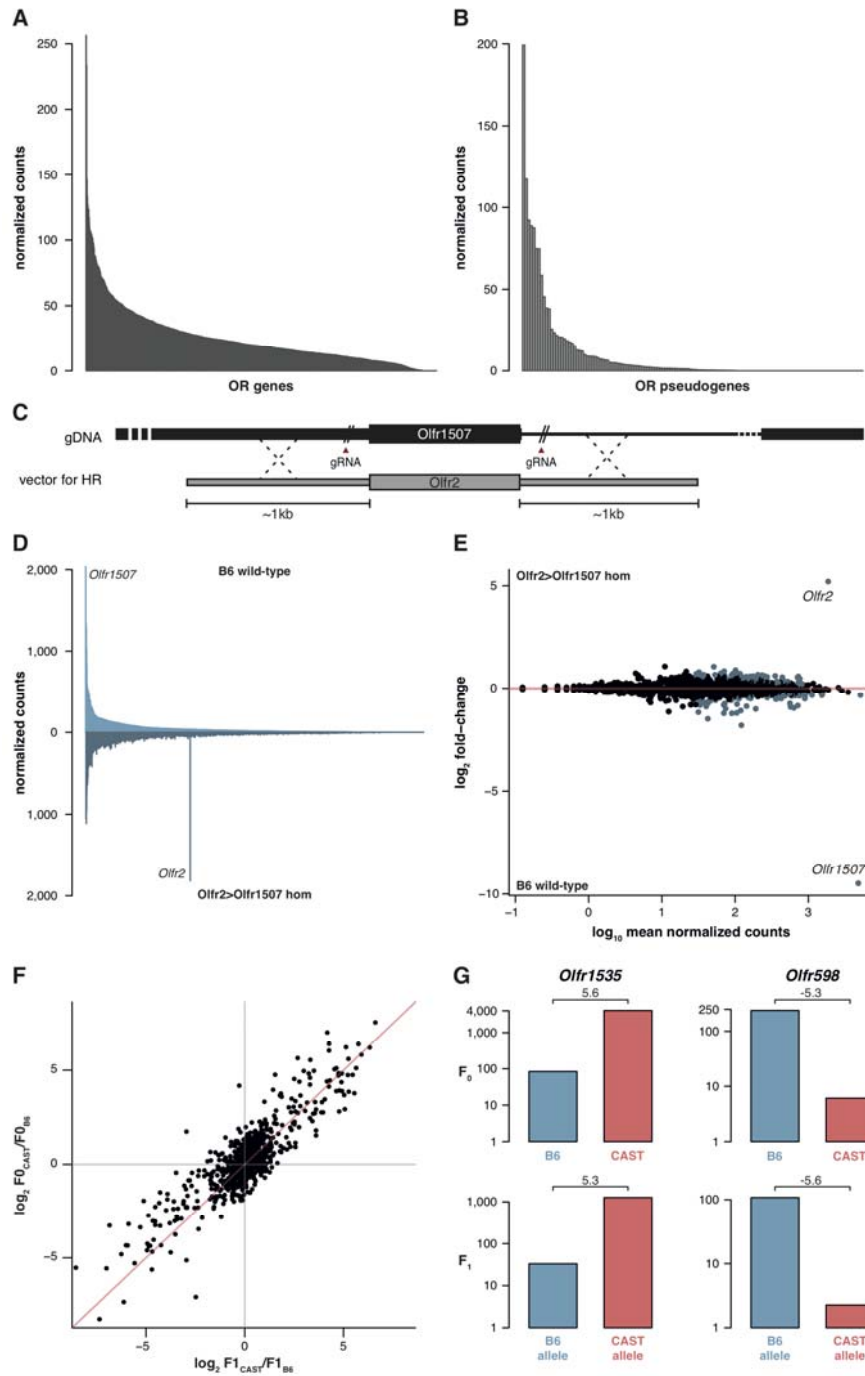 A
250
200
150
100
50
0
normalized counts
OR genes
B
200
150
100
50
0
normalized counts
OR pseudogenes
C
gDNA
Olfr1507
gRNA
gRNA
vector for HR
Olfr2
~1kb
~1kb
D
2,000
1,000
0
1,000
2,000
normalized counts
Olfr1507
B6 wild-type
Olfr2
Olfr2>Olfr1507 hom
E
Olfr2>Olfr1507 hom
5
0
−5
−10
log2 fold−change
Olfr2
Olfr1507
B6 wild-type
−1
0
1
2
3
log10 mean normalized counts
F
5
0
−5
log2 F0CAST/F0B6
−5
0
5
log2 F1CAST/F1B6
G
Olfr1535
Olfr598
5.6
4,000
1,000
100
10
1
F0
B6
CAST
-5.3
250
100
10
1
B6
CAST
5.3
1,000
100
10
1
F1
B6
allele
CAST
allele
-5.6
100
10
1
B6
allele
CAST
allele